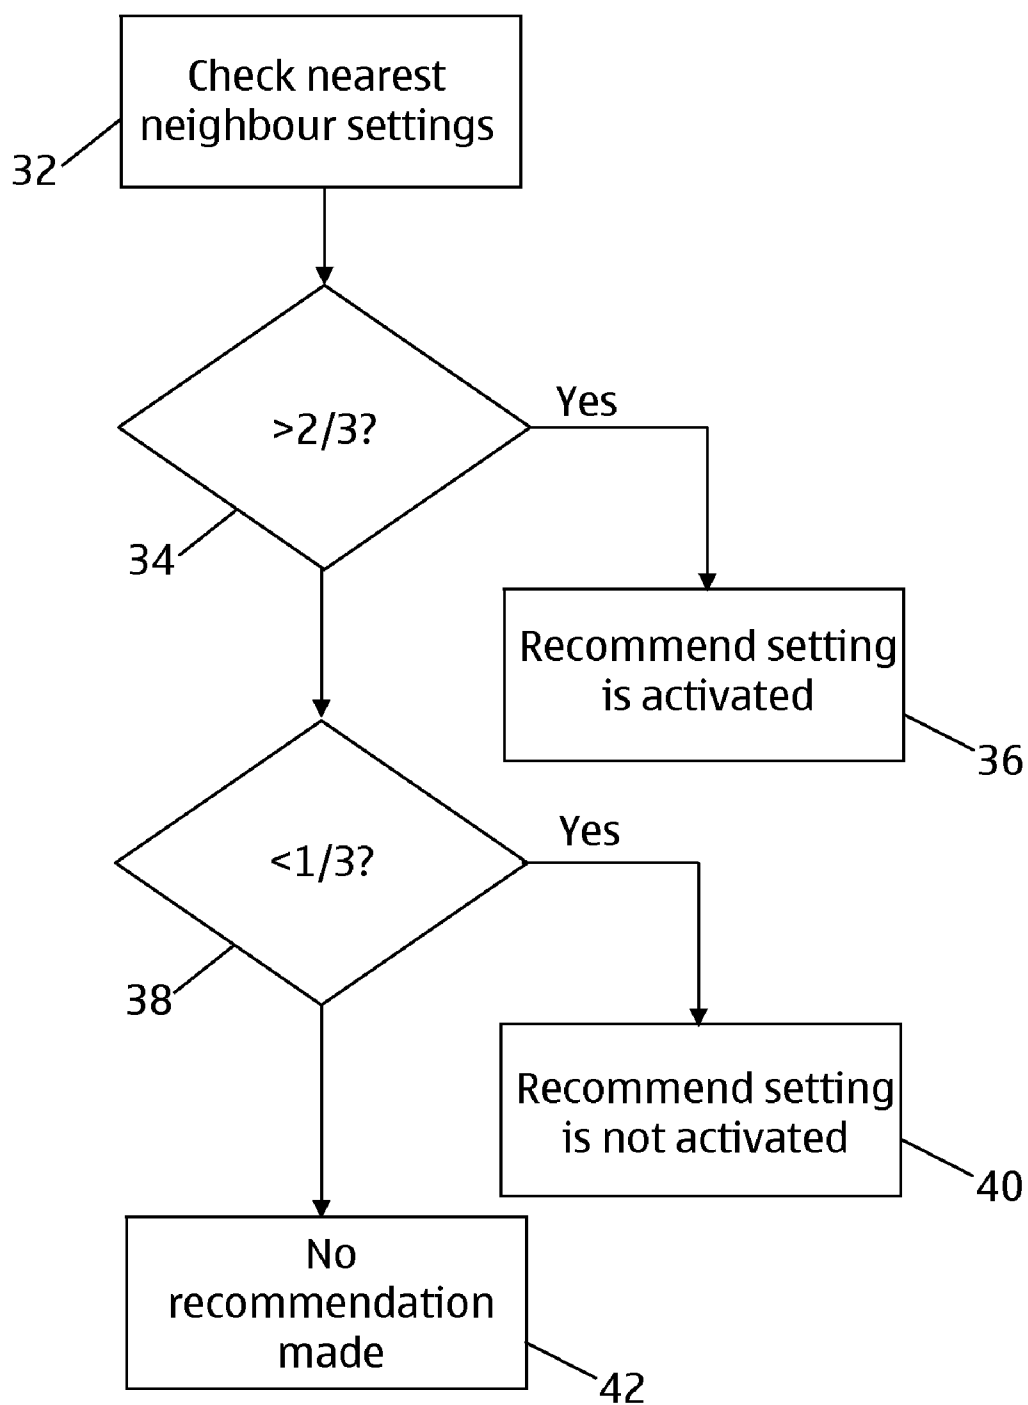 Check nearest
neighbour settings
32
>2/3?
Yes
34
Recommend setting
is activated
36
<1/3?
Yes
38
Recommend setting
is not activated
40
No
recommendation
made
42